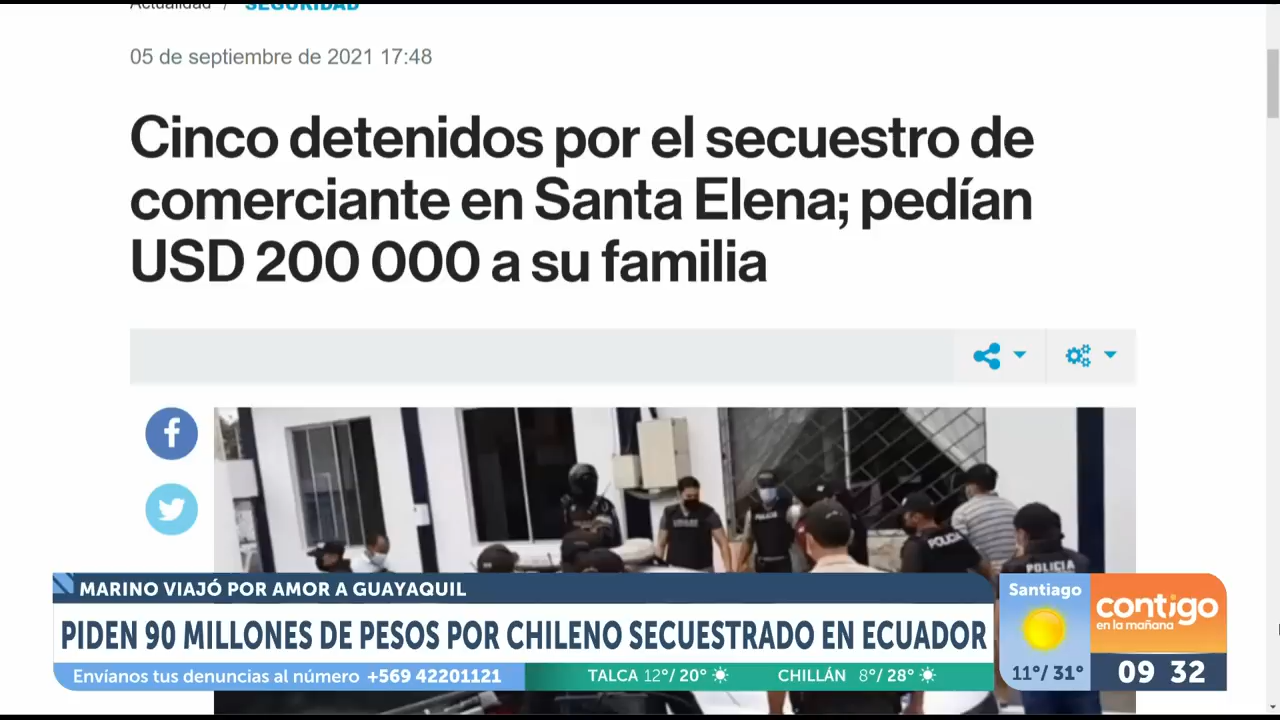 Actualidad / SEGURIDAD
05 de septiembre de 2021 17:48
Cinco detenidos por el secuestro de
comerciante en Santa Elena; pedían
USD 200 000 a su familia
f
POLICIA
POLICIA
POLICIA
MARINO VIAJÓ POR AMOR A GUAYAQUIL
PIDEN 90 MILLONES DE PESOS POR CHILENO SECUESTRADO EN ECUADOR
Envíanos tus denuncias al número +569 42201121
TALCA 12°/ 20°
CHILLÁN 8°/ 28°
Santiago
11°/ 31°
contigo
en la mañana
09 32